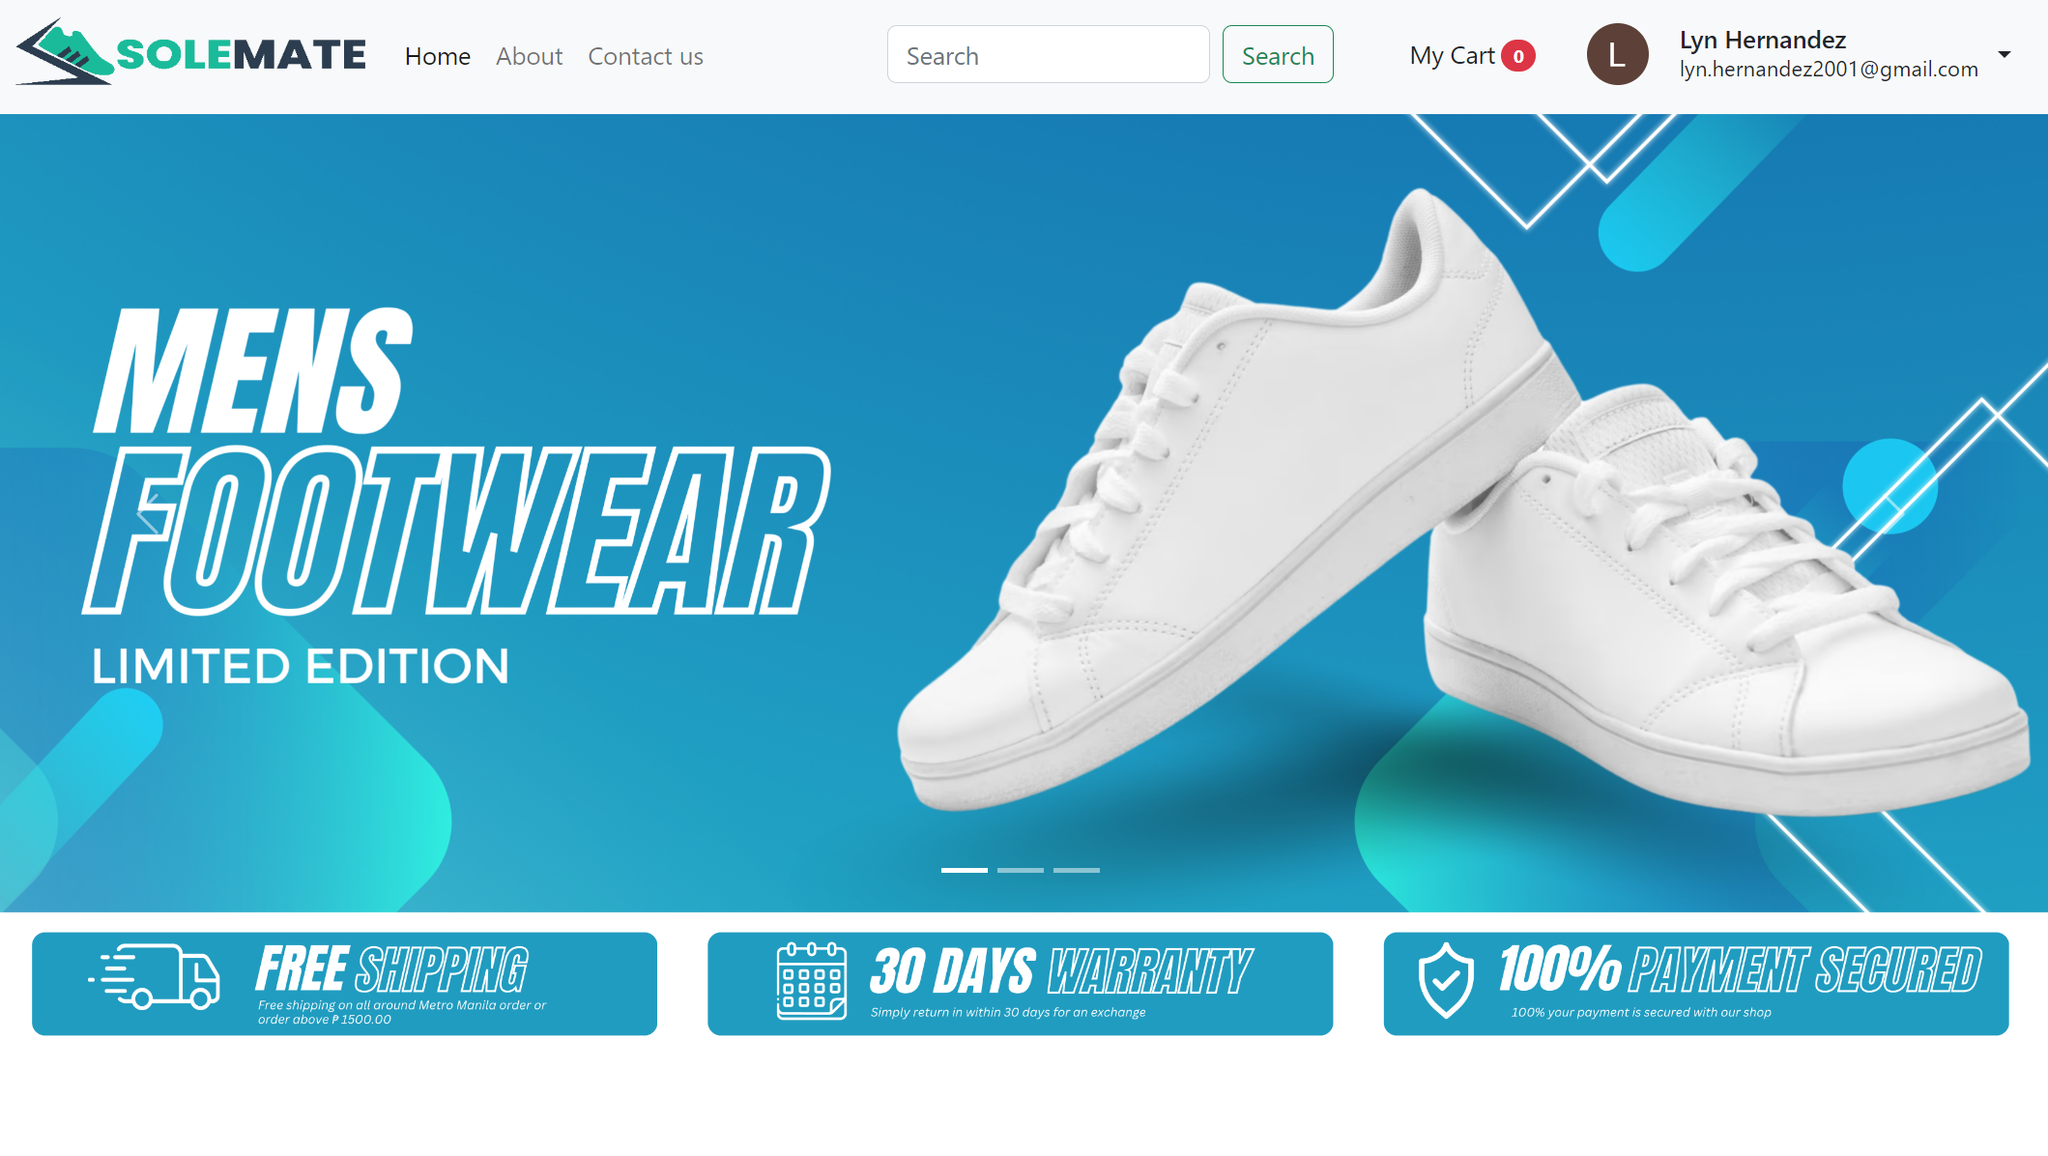 SOLEMATE
Home About Contact us
Search
Search
My Cart 0
L
Lyn Hernandez
lyn.hernandez2001@gmail.com
MENS
FOOTWEAR
LIMITED EDITION
FREE SHIPPING
Free shipping on all around Metro Manila order or
order above ₱ 1500.00
30 DAYS WARRANTY
Simply return in within 30 days for an exchange
100% PAYMENT SECURED
100% your payment is secured with our shop